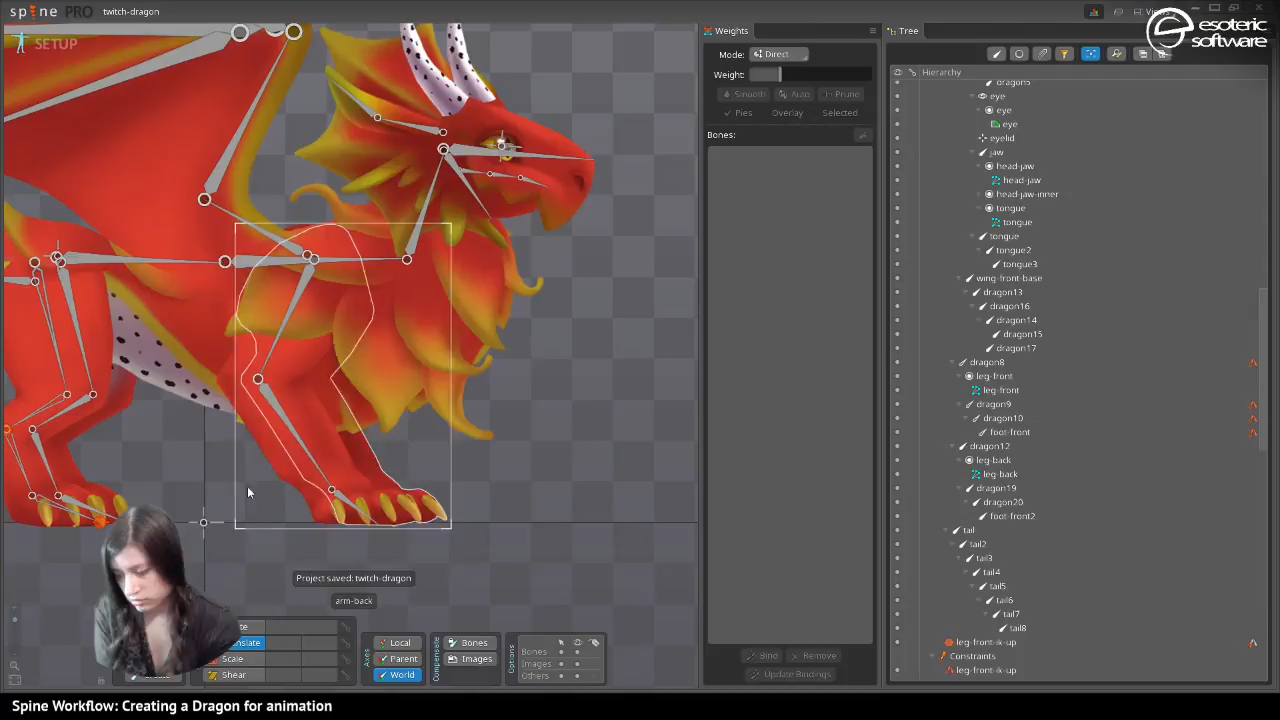 spine PRO twitch-dragon
Views
esoteric software
SETUP
Weights
Mode: Direct
Weight:
Smooth Auto Prune
Pies Overlay Selected
Bones:
Bind Remove
Update Bindings
Tree
Hierarchy
dragon5
eye
eye
eye
eyelid
jaw
head-jaw
head-jaw
head-jaw-inner
tongue
tongue
tongue
tongue2
tongue3
wing-front-base
dragon13
dragon16
dragon14
dragon15
dragon17
dragon8
leg-front
leg-front
dragon9
dragon10
foot-front
dragon12
leg-back
leg-back
dragon19
dragon20
foot-front2
tail
tail2
tail3
tail4
tail5
tail6
tail7
tail8
leg-front-ik-up
Constraints
leg-front-ik-up
Project saved: twitch-dragon
arm-back
Scale
Shear
Axes
Local
Parent
World
Compensate
Bones
Images
Options
Bones
Images
Others
Spine Workflow: Creating a Dragon for animation